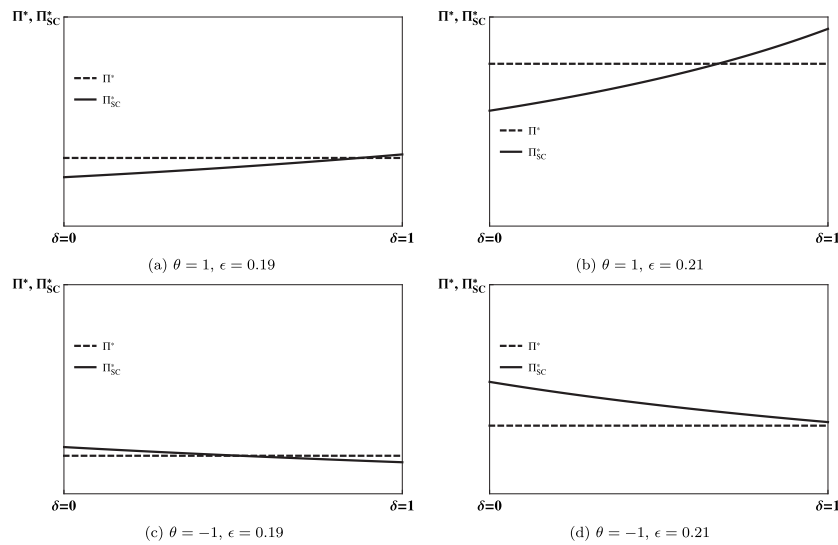 Π*, Π*SC
Π*
Π*SC
δ=0
δ=1
(a) θ = 1, ϵ = 0.19
Π*, Π*SC
Π*
Π*SC
δ=0
δ=1
(b) θ = 1, ϵ = 0.21
Π*, Π*SC
Π*
Π*SC
δ=0
δ=1
(c) θ = −1, ϵ = 0.19
Π*, Π*SC
Π*
Π*SC
δ=0
δ=1
(d) θ = −1, ϵ = 0.21